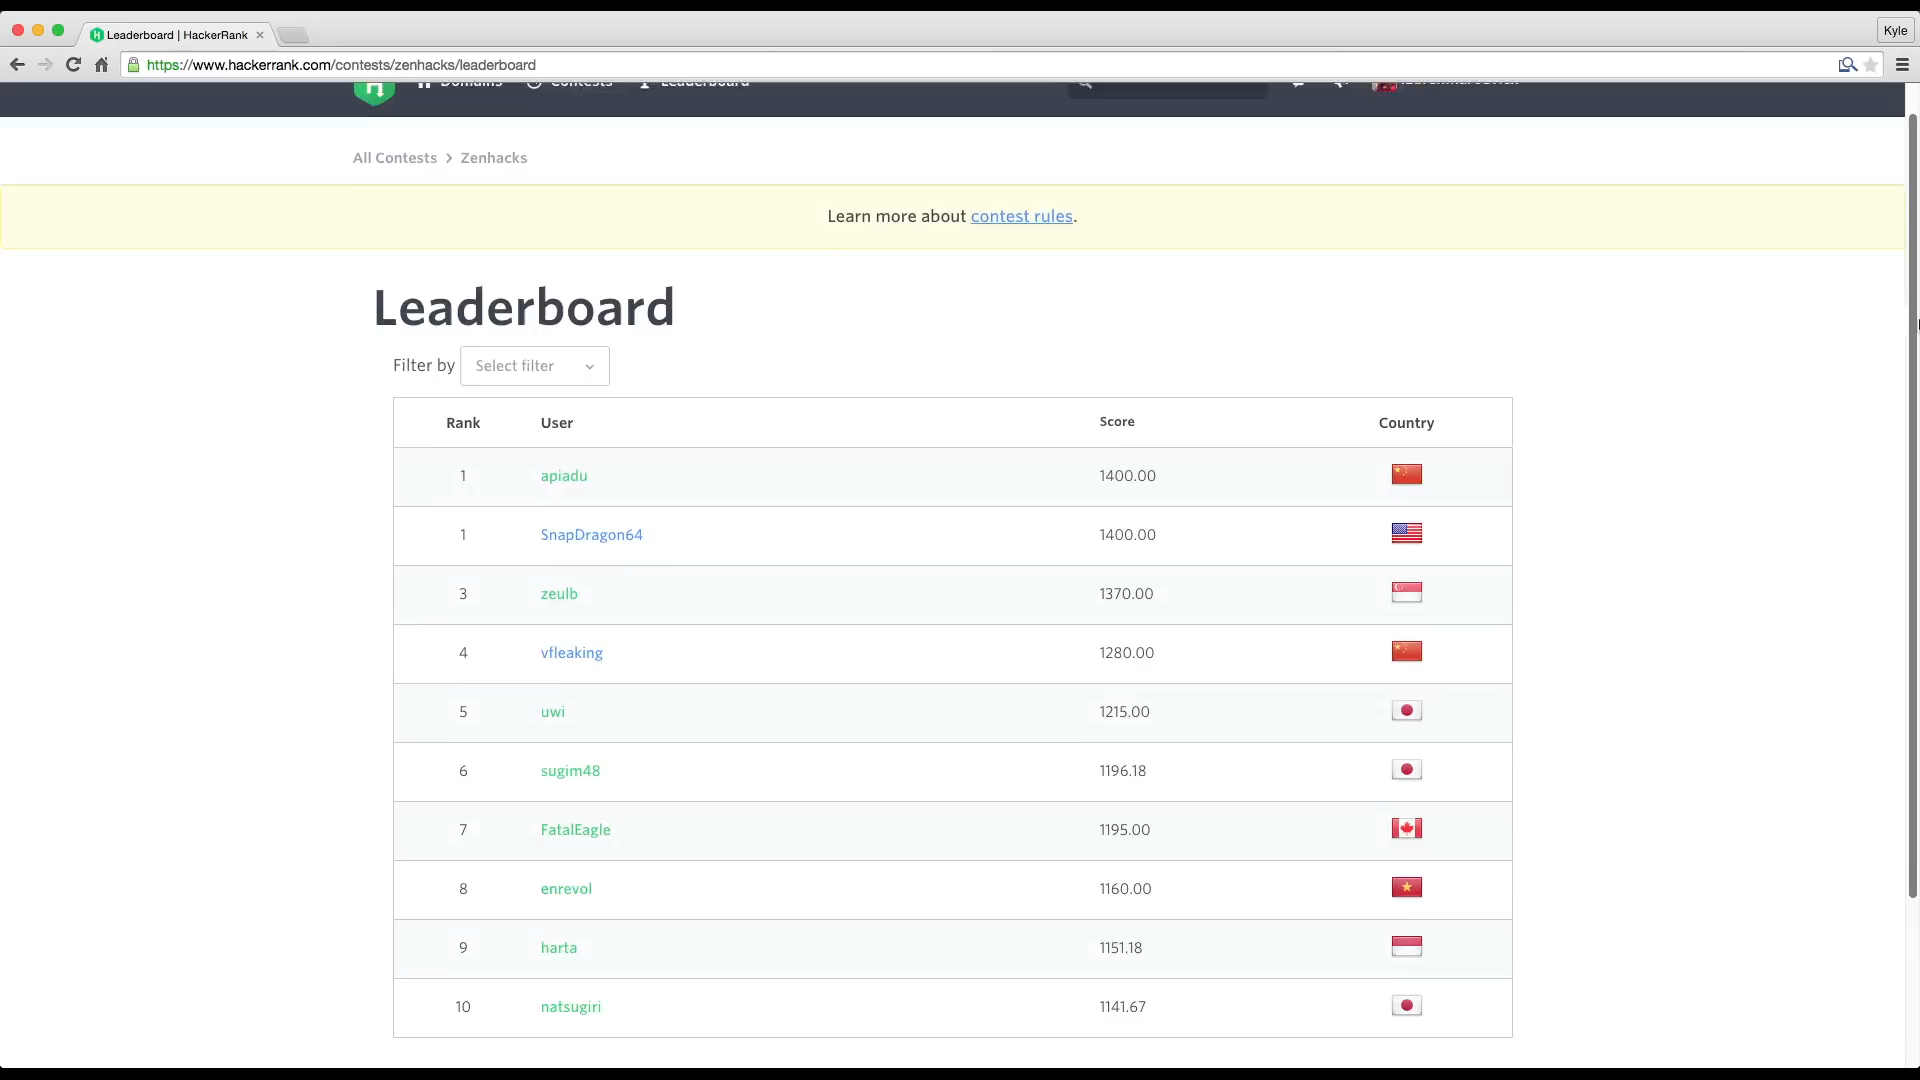 Leaderboard | HackerRank
Kyle
https://www.hackerrank.com/contests/zenhacks/leaderboard
Domains Contests Leaderboard
All Contests > Zenhacks
Learn more about contest rules.
Leaderboard
Filter by Select filter
Rank User Score Country
1 apiadu 1400.00
1 SnapDragon64 1400.00
3 zeulb 1370.00
4 vfleaking 1280.00
5 uwi 1215.00
6 sugim48 1196.18
7 FatalEagle 1195.00
8 enrevol 1160.00
9 harta 1151.18
10 natsugiri 1141.67